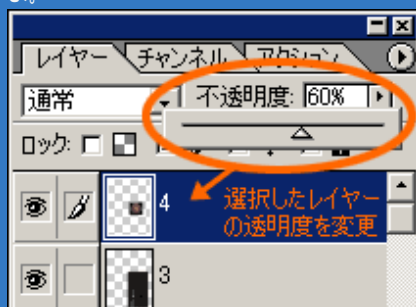 レイヤー チャンネル アクション
通常 不透明度: 60%
ロック:
4
選択したレイヤー
の透明度を変更
3